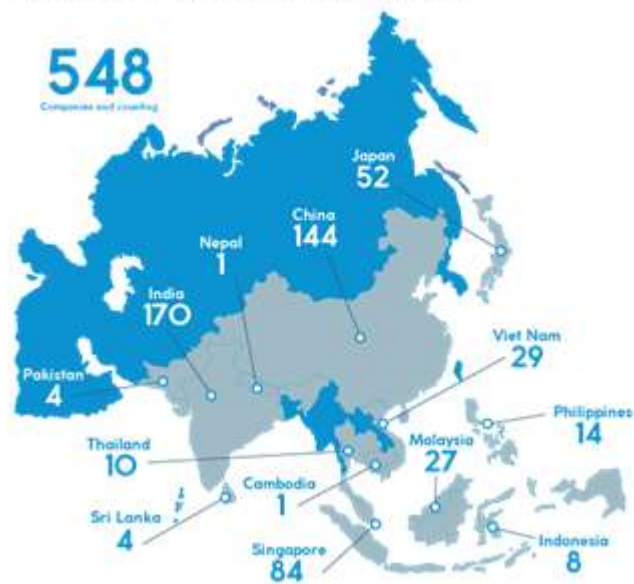 548
Companies and counting
Japan
52
China
144
Nepal
1
India
170
Viet Nam
29
Pakistan
4
Philippines
14
Thailand
10
Malaysia
27
Cambodia
1
Sri Lanka
4
Indonesia
8
Singapore
84